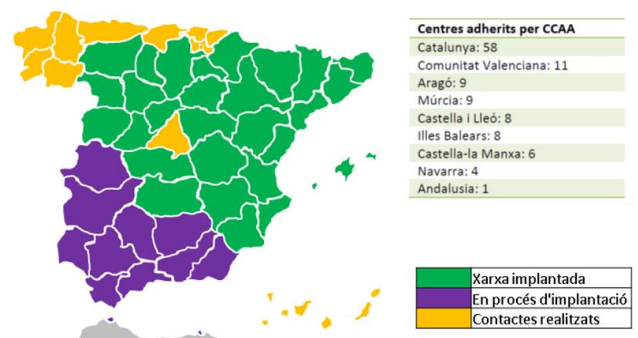 Centres adherits per CCAA
Catalunya: 58
Comunitat Valenciana: 11
Aragó: 9
Múrcia: 9
Castella i Lleó: 8
Illes Balears: 8
Castella-la Manxa: 6
Navarra: 4
Andalusia: 1
Xarxa implantada
En procés d'implantació
Contactes realitzats